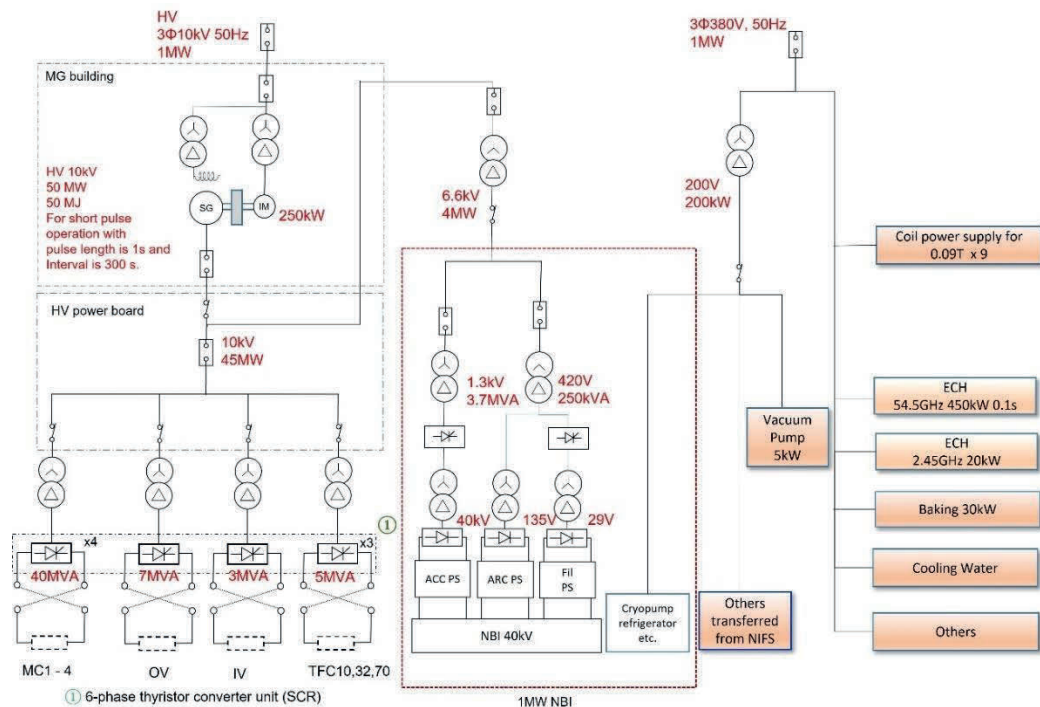 HV
3Φ10kV 50Hz
1MW
MG building
HV 10kV
50 MW
50 MJ
For short pulse
operation with
pulse length is 1s and
Interval is 300 s.
SG
IM
250kW
HV power board
10kV
45MW
x4
x3
①
40MVA
7MVA
3MVA
5MVA
MC1 - 4
OV
IV
TFC10,32,70
① 6-phase thyristor converter unit (SCR)
6.6kV
4MW
1.3kV
3.7MVA
420V
250kVA
40kV
135V
29V
ACC PS
ARC PS
Fil
PS
NBI 40kV
Cryopump
refrigerator
etc.
1MW NBI
3Φ380V, 50Hz
1MW
200V
200kW
Vacuum
Pump
5kW
Others
transferred
from NIFS
Coil power supply for
0.09T x 9
ECH
54.5GHz 450kW 0.1s
ECH
2.45GHz 20kW
Baking 30kW
Cooling Water
Others